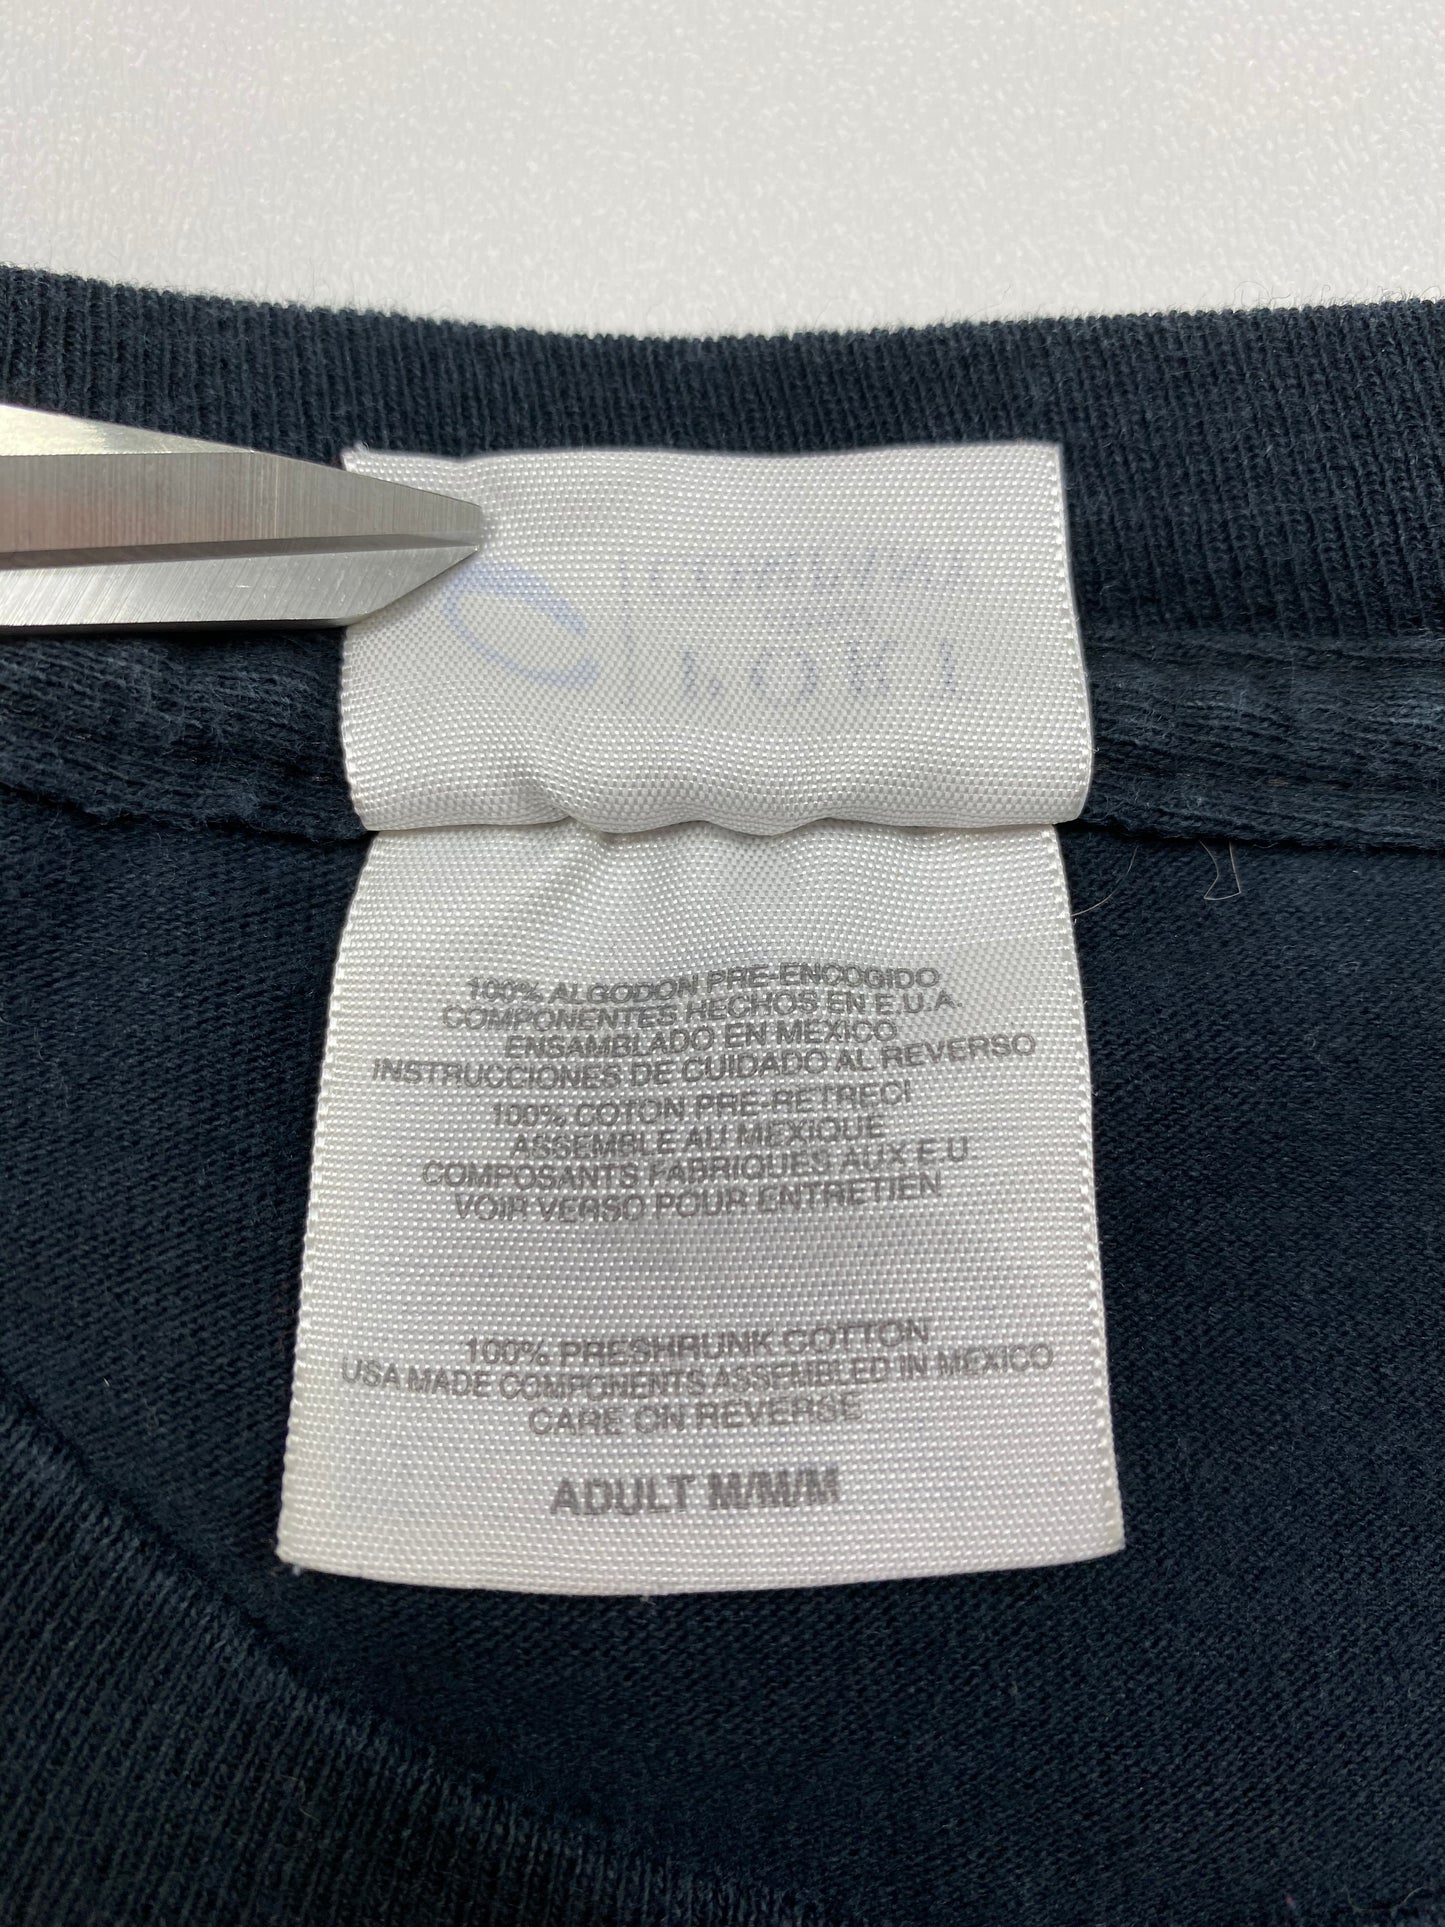 100% ALGODON PRE-ENCOGIDO
COMPONENTES HECHOS EN E.U.A.
ENSAMBLADO EN MEXICO
INSTRUCCIONES DE CUIDADO AL REVERSO
100% COTON PRE-RETRECI
ASSEMBLE AU MEXIQUE
COMPOSANTS FABRIQUES AUX E.U.
VOIR VERSO POUR ENTRETIEN
100% PRESHRUNK COTTON
USA MADE COMPONENTS ASSEMBLED IN MEXICO
CARE ON REVERSE
ADULT M/M/M